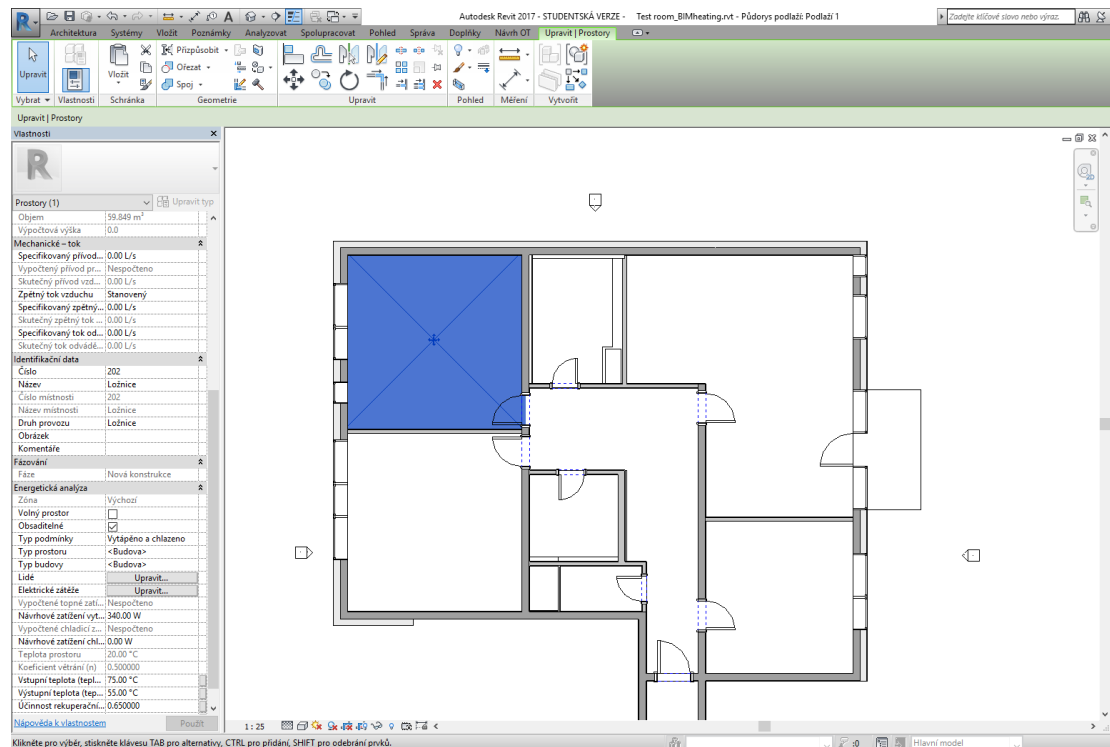 Autodesk Revit 2017 - STUDENTSKÁ VERZE - Test room_BIMheating.rvt - Půdorys podlaží: Podlaží 1
Zadejte klíčové slovo nebo výraz.
Architektura Systémy Vložit Poznámky Analyzovat Spolupracovat Pohled Správa Doplňky Návrh OT Upravit | Prostory
Přizpůsobit
Upravit Vložit Ořezat
Spoj
Vybrat Vlastnosti Schránka Geometrie Upravit Pohled Měření Vytvořit
Upravit | Prostory
Vlastnosti
R
Prostory (1) Upravit typ
Objem 59.849 m³
Výpočtová výška 0.0
Mechanické – tok
Specifikovaný přívod... 0.00 L/s
Vypočtený přívod pr... Nespočteno
Skutečný přívod vzd... 0.00 L/s
Zpětný tok vzduchu Stanovený
Specifikovaný zpětný... 0.00 L/s
Skutečný zpětný tok ... 0.00 L/s
Specifikovaný tok od... 0.00 L/s
Skutečný tok odvádě... 0.00 L/s
Identifikační data
Číslo 202
Název Ložnice
Číslo místnosti 202
Název místnosti Ložnice
Druh provozu Ložnice
Obrázek
Komentáře
Fázování
Fáze Nová konstrukce
Energetická analýza
Zóna Výchozí
Volný prostor
Obsaditelné
Typ podmínky Vytápěno a chlazeno
Typ prostoru <Budova>
Typ budovy <Budova>
Lidé Upravit...
Elektrické zátěže Upravit...
Vypočtené topné zatí... Nespočteno
Návrhové zatížení vyt... 340.00 W
Vypočtené chladicí z... Nespočteno
Návrhové zatížení chl... 0.00 W
Teplota prostoru 20.00 °C
Koeficient větrání (n) 0.500000
Vstupní teplota (tepl... 75.00 °C
Výstupní teplota (tep... 55.00 °C
Účinnost rekuperační... 0.650000
Nápověda k vlastnostem Použít
1 : 25
Klikněte pro výběr, stiskněte klávesu TAB pro alternativy, CTRL pro přidání, SHIFT pro odebrání prvků.
:0 Hlavní model